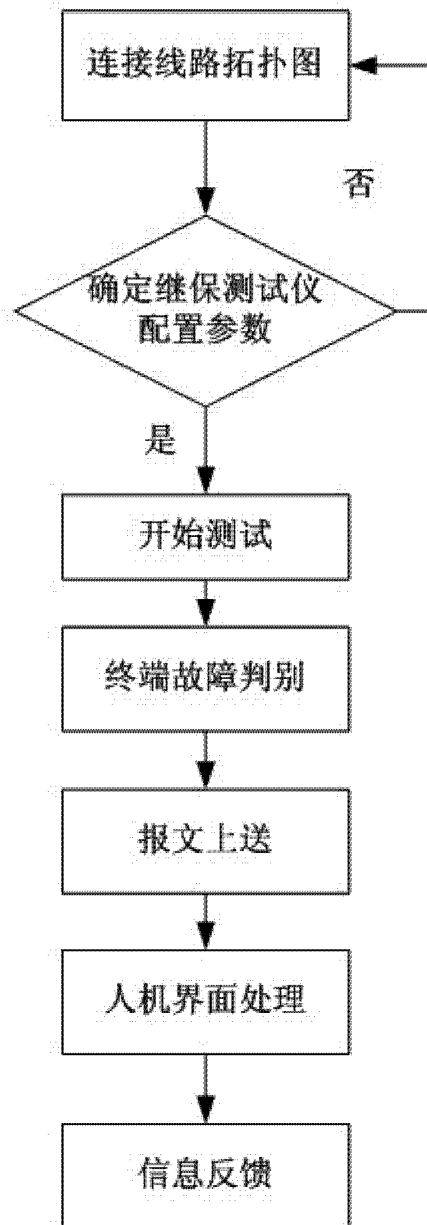 连接线路拓扑图
否
确定继保测试仪
配置参数
是
开始测试
终端故障判别
报文上送
人机界面处理
信息反馈